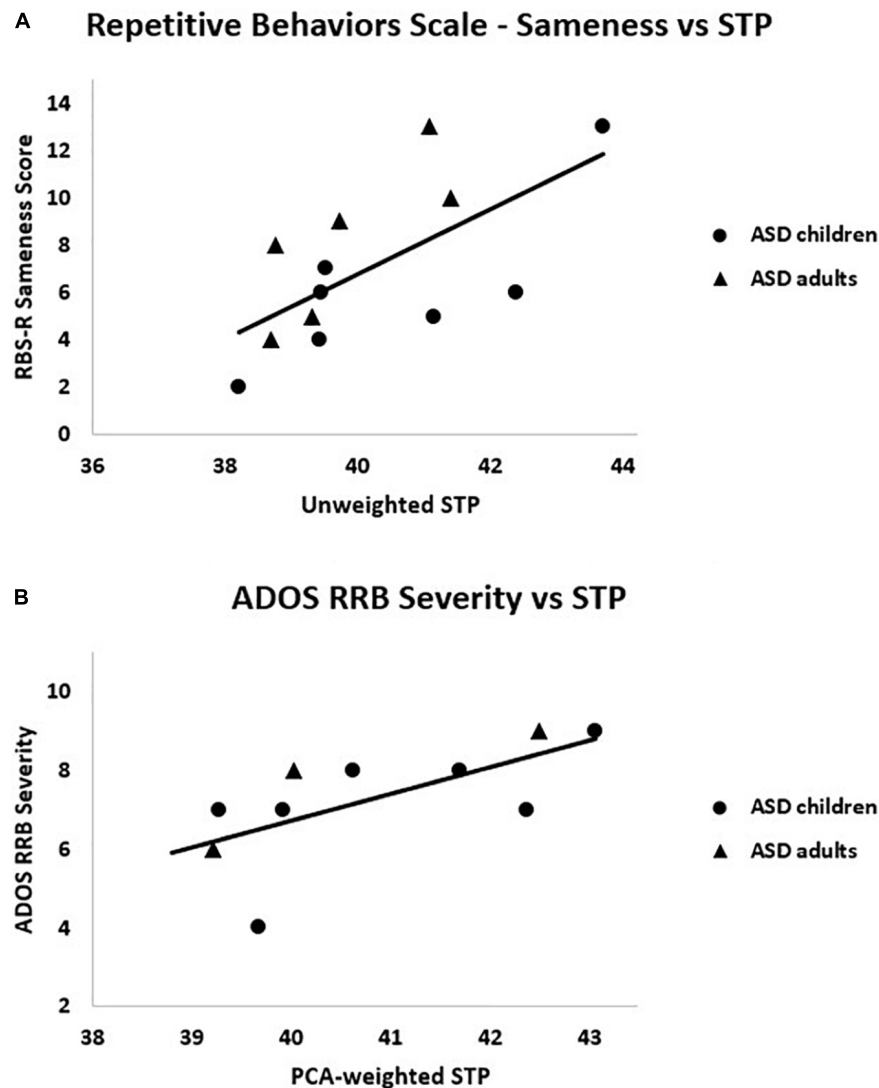 A
Repetitive Behaviors Scale - Sameness vs STP
RBS-R Sameness Score
14
12
10
8
6
4
2
0
36 38 40 42 44
Unweighted STP
ASD children
ASD adults
B
ADOS RRB Severity vs STP
ADOS RRB Severity
10
8
6
4
2
38 39 40 41 42 43
PCA-weighted STP
ASD children
ASD adults